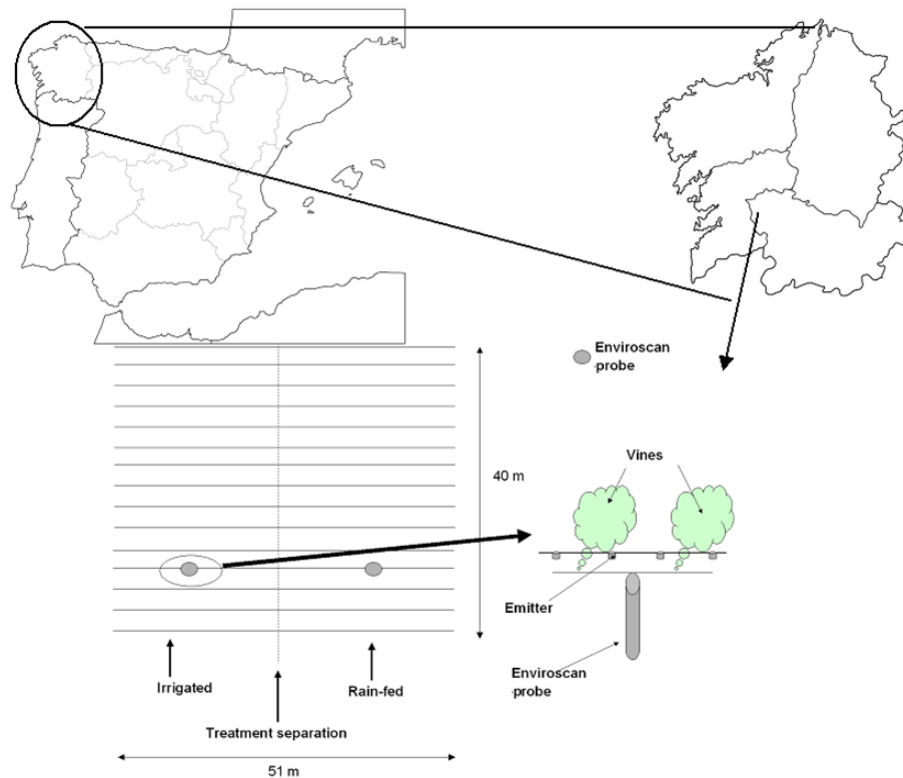 Enviroscan
probe
Vines
40 m
Emitter
Enviroscan
probe
Irrigated
Rain-fed
Treatment separation
51 m